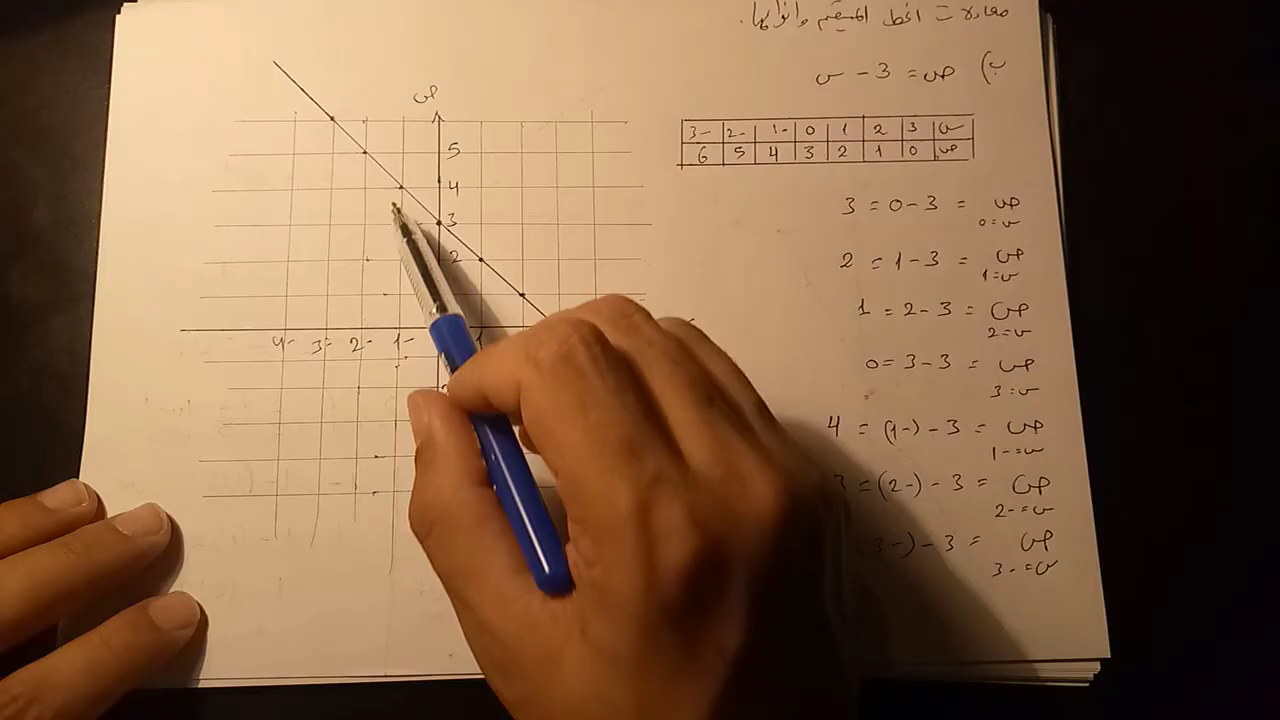 معادلة الخط المستقيم وأنواعها.
ب) ص = 3 - س
س 3 2 1 0 1- 2- 3-
ص 0 1 2 3 4 5 6
ص = 3 - 0 = 3
س = 0
ص = 3 - 1 = 2
س = 1
ص = 3 - 2 = 1
س = 2
ص = 3 - 3 = 0
س = 3
ص = 3 - (-1) = 4
س = -1
ص = 3 - (-2) =
س = -2
ص = 3 - (-3)
س = -3
ص
5
4
3
2
4- 3- 2- 1- 1